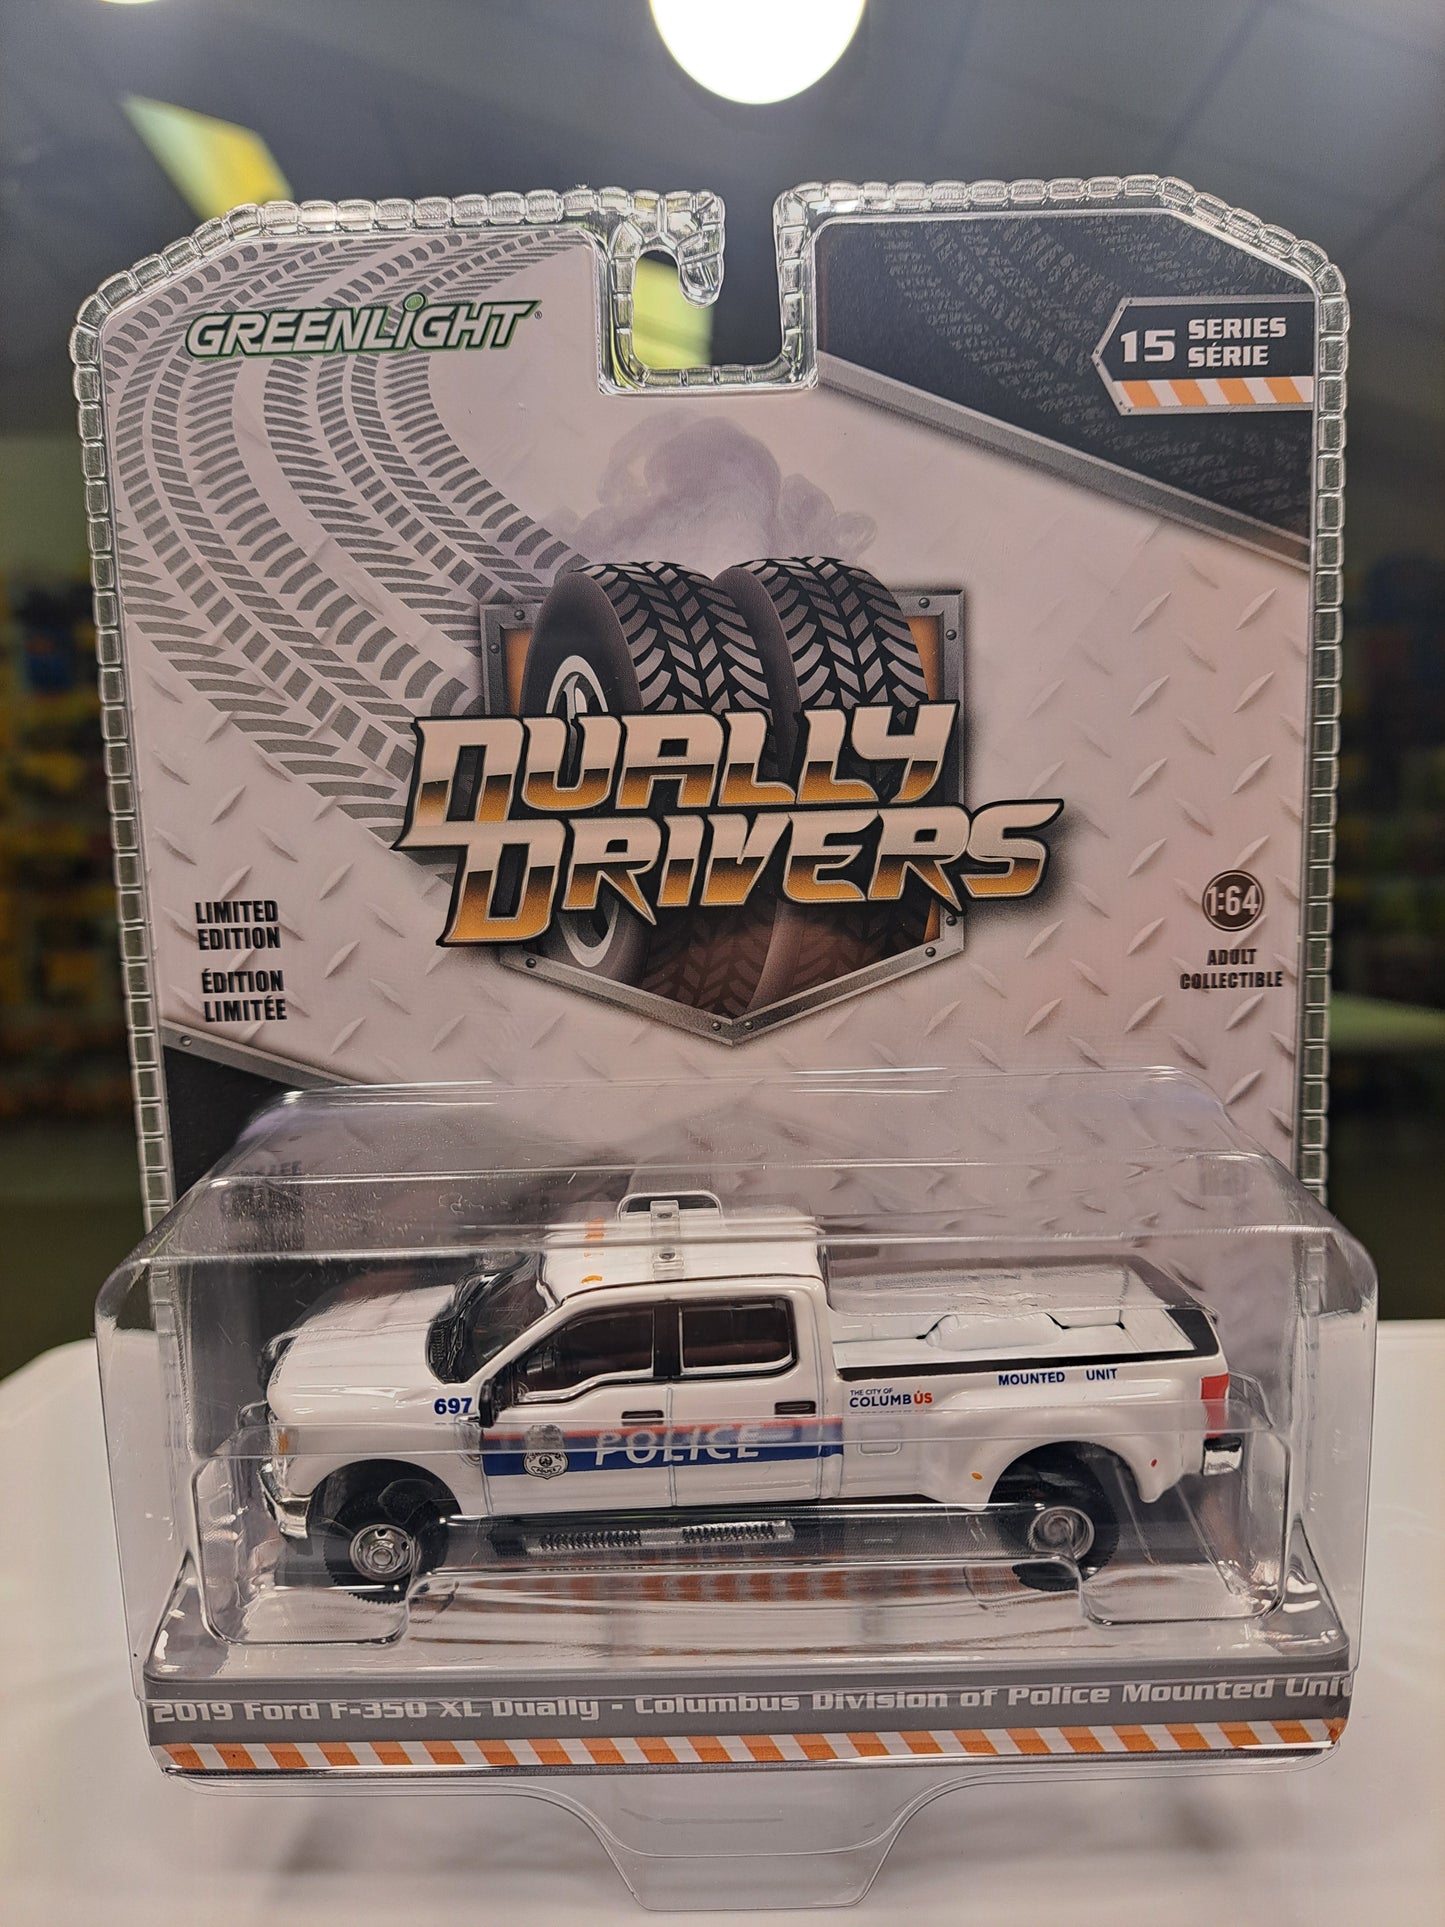 GREENLiGHT®
15 SERIES
SÉRIE
DUALLY
DRIVERS
LIMITED
EDITION
ÉDITION
LIMITÉE
1:64
ADULT
COLLECTIBLE
697
POLICE
THE CITY OF
COLUMBUS
MOUNTED UNIT
2019 Ford F-350 XL Dually - Columbus Division of Police Mounted Unit